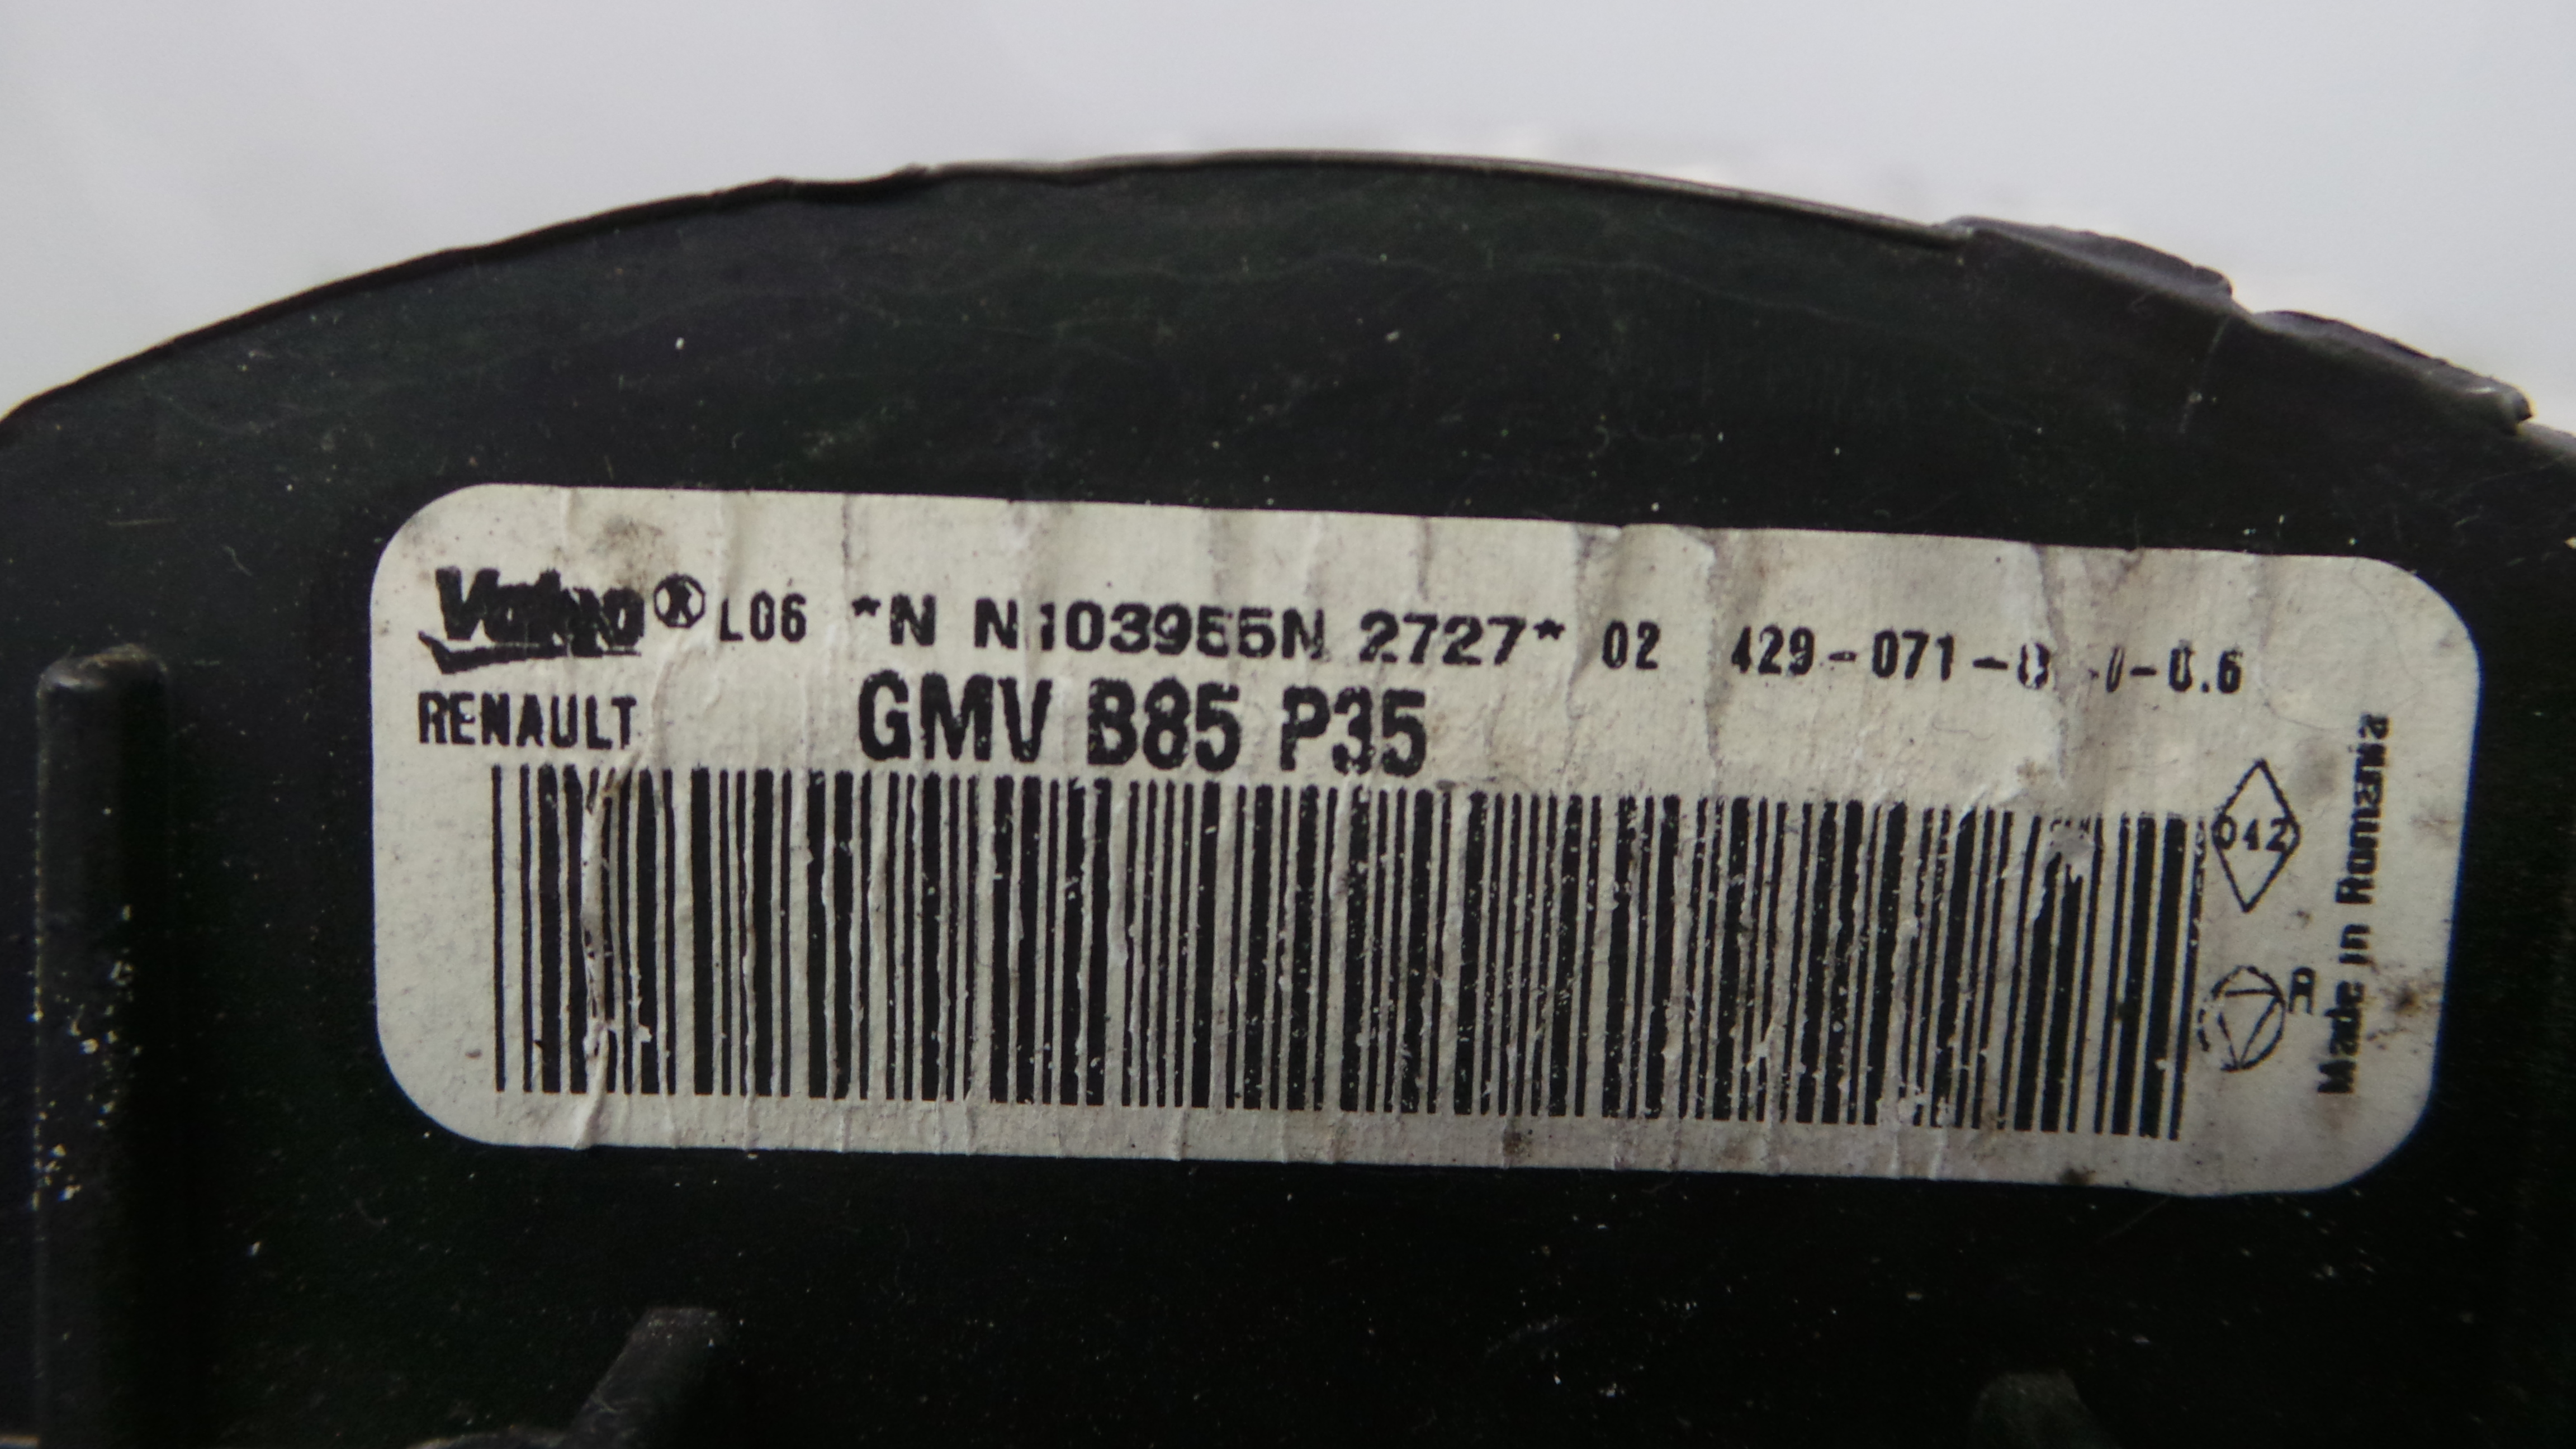 Valeo® L06 *N N103955N 2727* 02 429-071-
RENAULT GMV B85 P35
042
R
Made in Romania